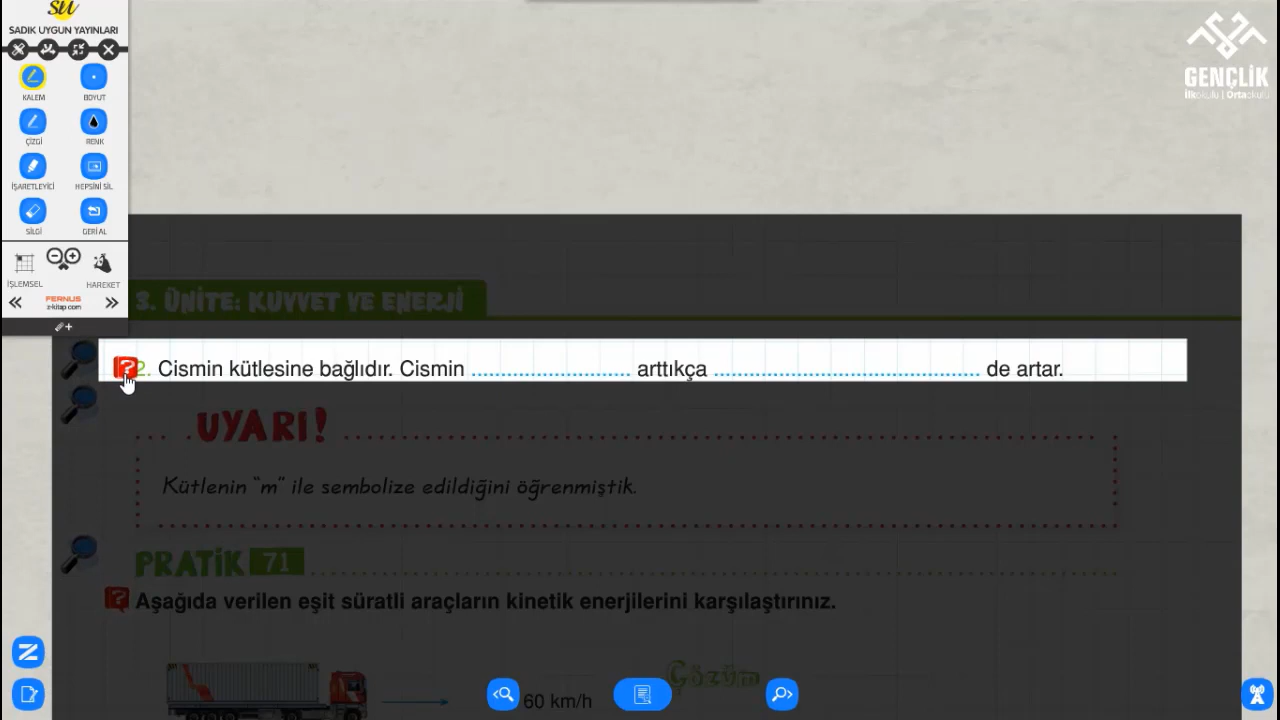 su
SADIK UYGUN YAYINLARI
KALEM
BOYUT
ÇİZGİ
RENK
İŞARETLEYİCİ
HEPSİNİ SİL
SİLGİ
GERİ AL
İŞLEMSEL
HAREKET
FERNUS
z-kitap.com
GENÇLİK
İlkokulu | Ortaokulu
3. ÜNİTE: KUVVET VE ENERJİ
2. Cismin kütlesine bağlıdır. Cismin ............................ arttıkça ............................................... de artar.
UYARI!
Kütlenin "m" ile sembolize edildiğini öğrenmiştik.
PRATİK 71
Aşağıda verilen eşit süratli araçların kinetik enerjilerini karşılaştırınız.
Çözüm
60 km/h